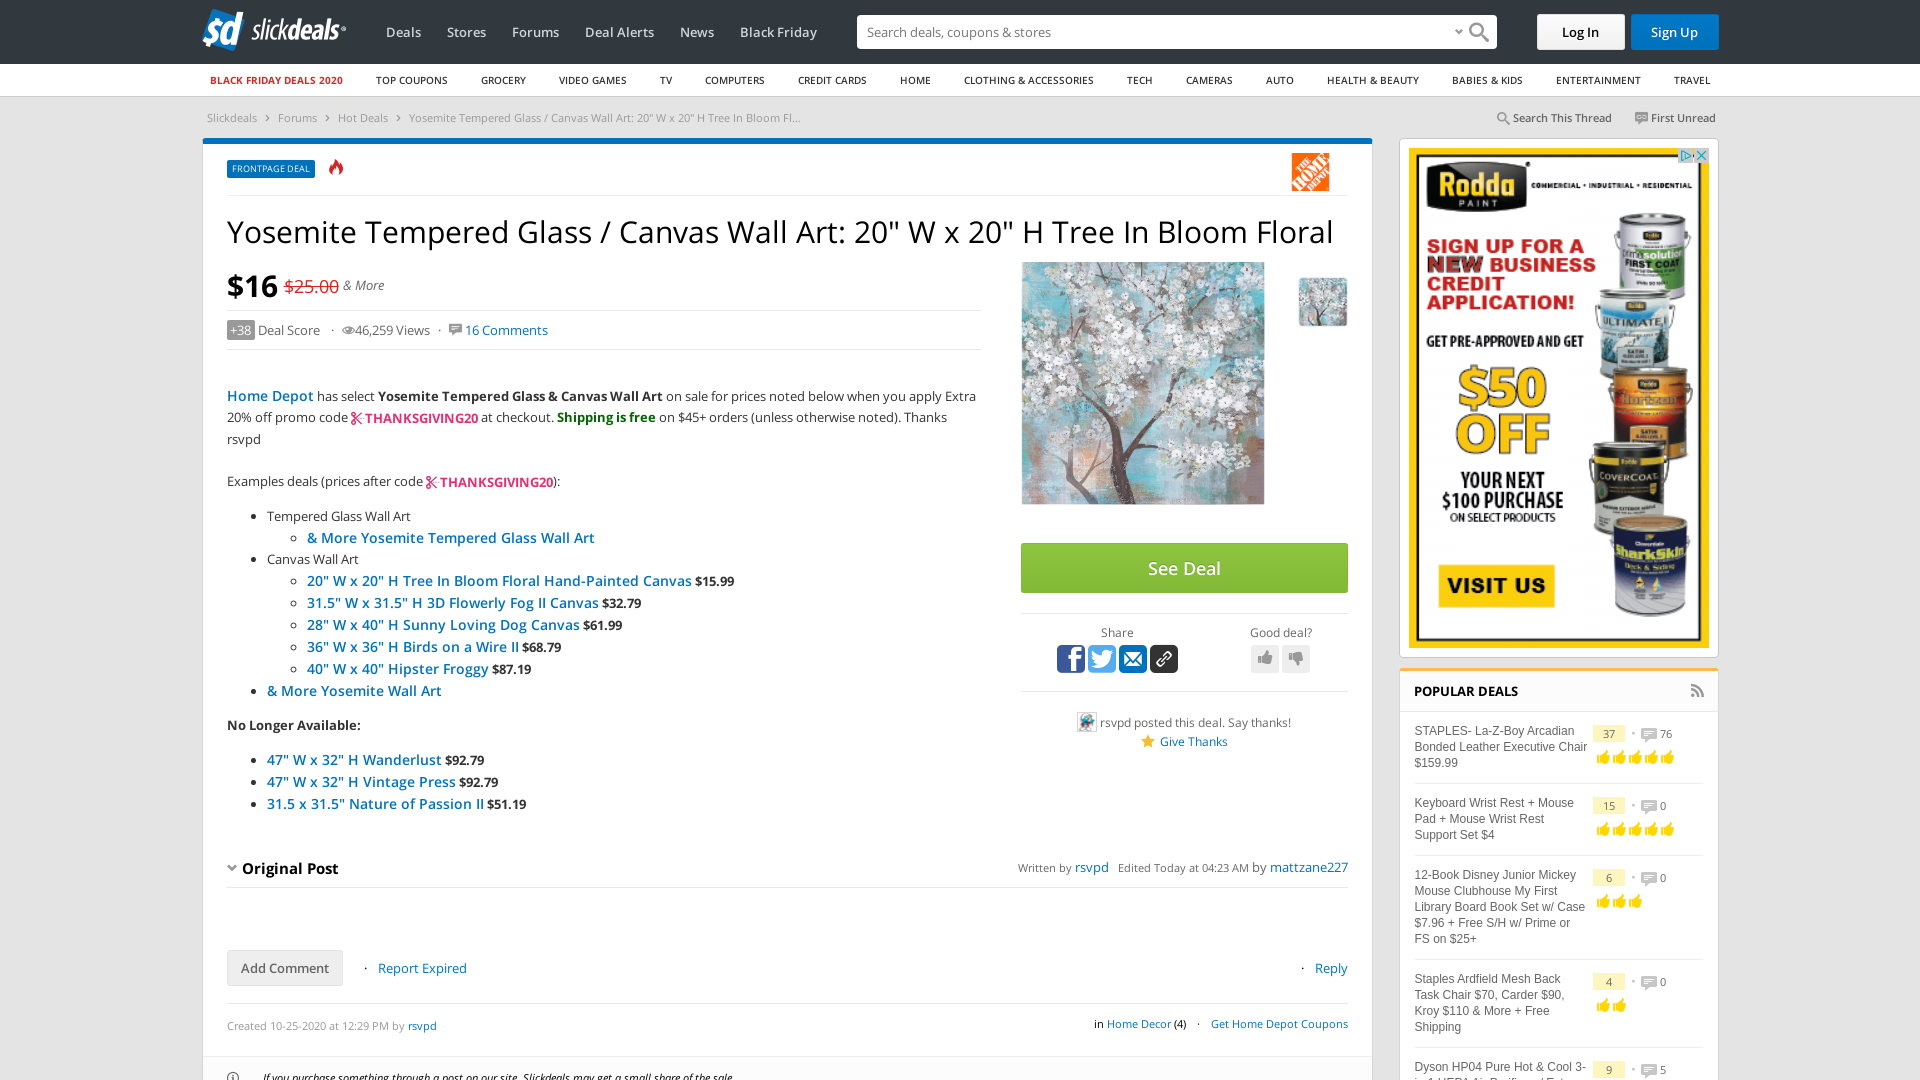 slickdeals
Deals
Stores
Forums
Deal Alerts
News
Black Friday
Search deals, coupons & stores
Log In
Sign Up
BLACK FRIDAY DEALS 2020
TOP COUPONS
GROCERY
VIDEO GAMES
TV
COMPUTERS
CREDIT CARDS
HOME
CLOTHING & ACCESSORIES
TECH
CAMERAS
AUTO
HEALTH & BEAUTY
BABIES & KIDS
ENTERTAINMENT
TRAVEL
Slickdeals > Forums > Hot Deals > Yosemite Tempered Glass / Canvas Wall Art: 20" W x 20" H Tree In Bloom Fl...
Search This Thread
First Unread
FRONTPAGE DEAL
THE HOME DEPOT
Yosemite Tempered Glass / Canvas Wall Art: 20" W x 20" H Tree In Bloom Floral
$16 $25.00 & More
+38 Deal Score · 46,259 Views · 16 Comments
Home Depot has select Yosemite Tempered Glass & Canvas Wall Art on sale for prices noted below when you apply Extra
20% off promo code THANKSGIVING20 at checkout. Shipping is free on $45+ orders (unless otherwise noted). Thanks
rsvpd
Examples deals (prices after code THANKSGIVING20):
Tempered Glass Wall Art
& More Yosemite Tempered Glass Wall Art
Canvas Wall Art
20" W x 20" H Tree In Bloom Floral Hand-Painted Canvas $15.99
31.5" W x 31.5" H 3D Flowerly Fog II Canvas $32.79
28" W x 40" H Sunny Loving Dog Canvas $61.99
36" W x 36" H Birds on a Wire II $68.79
40" W x 40" Hipster Froggy $87.19
& More Yosemite Wall Art
No Longer Available:
47" W x 32" H Wanderlust $92.79
47" W x 32" H Vintage Press $92.79
31.5 x 31.5" Nature of Passion II $51.19
See Deal
Share
Good deal?
rsvpd posted this deal. Say thanks!
Give Thanks
Original Post
Written by rsvpd Edited Today at 04:23 AM by mattzane227
Add Comment
· Report Expired
· Reply
Created 10-25-2020 at 12:29 PM by rsvpd
in Home Decor (4) · Get Home Depot Coupons
If you purchase something through a post on our site, Slickdeals may get a small share of the sale.
Rodda
PAINT
COMMERCIAL • INDUSTRIAL • RESIDENTIAL
SIGN UP FOR A
NEW BUSINESS
CREDIT
APPLICATION!
GET PRE-APPROVED AND GET
$50
OFF
YOUR NEXT
$100 PURCHASE
ON SELECT PRODUCTS
VISIT US
FIRST COAT
ULTIMATE
SATIN
Horizon
SATIN
COVERCOAT
Cloverdale
SharkSkin
Deck & Siding
POPULAR DEALS
STAPLES- La-Z-Boy Arcadian
Bonded Leather Executive Chair
$159.99
37 • 76
Keyboard Wrist Rest + Mouse
Pad + Mouse Wrist Rest
Support Set $4
15 • 0
12-Book Disney Junior Mickey
Mouse Clubhouse My First
Library Board Book Set w/ Case
$7.96 + Free S/H w/ Prime or
FS on $25+
6 • 0
Staples Ardfield Mesh Back
Task Chair $70, Carder $90,
Kroy $110 & More + Free
Shipping
4 • 0
Dyson HP04 Pure Hot & Cool 3-
9 • 5